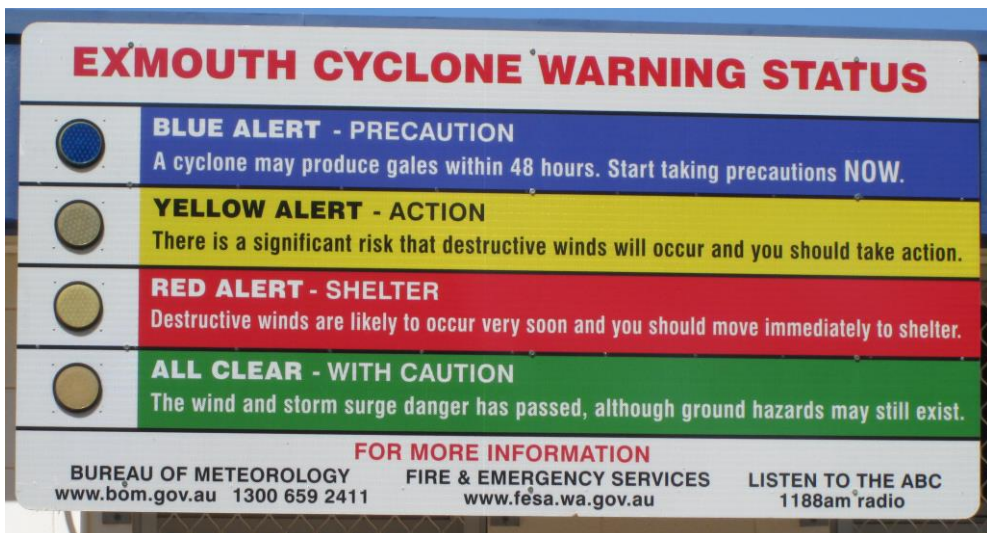 EXMOUTH CYCLONE WARNING STATUS
BLUE ALERT - PRECAUTION
A cyclone may produce gales within 48 hours. Start taking precautions NOW.
YELLOW ALERT - ACTION
There is a significant risk that destructive winds will occur and you should take action.
RED ALERT - SHELTER
Destructive winds are likely to occur very soon and you should move immediately to shelter.
ALL CLEAR - WITH CAUTION
The wind and storm surge danger has passed, although ground hazards may still exist.
FOR MORE INFORMATION
BUREAU OF METEOROLOGY
www.bom.gov.au 1300 659 2411
FIRE & EMERGENCY SERVICES
www.fesa.wa.gov.au
LISTEN TO THE ABC
1188am radio